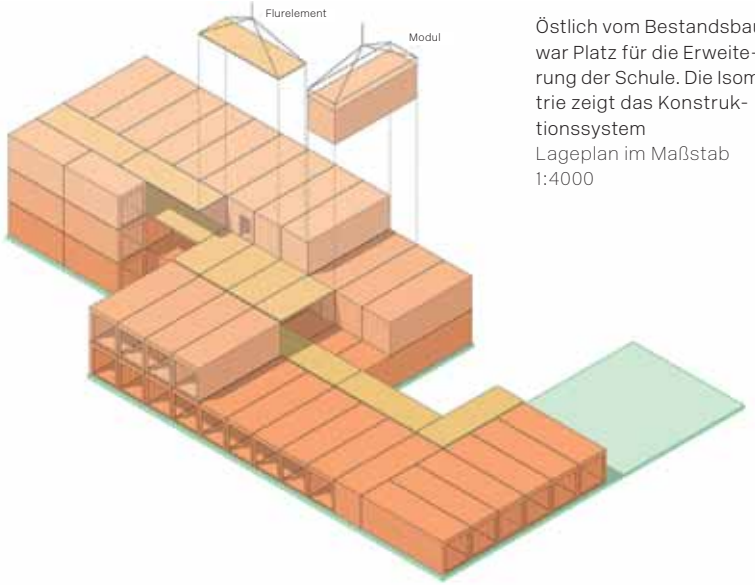 Flurelement
Modul
Östlich vom Bestandsbau
war Platz für die Erweite-
rung der Schule. Die Isom
trie zeigt das Konstruk-
tionssystem
Lageplan im Maßstab
1:4000